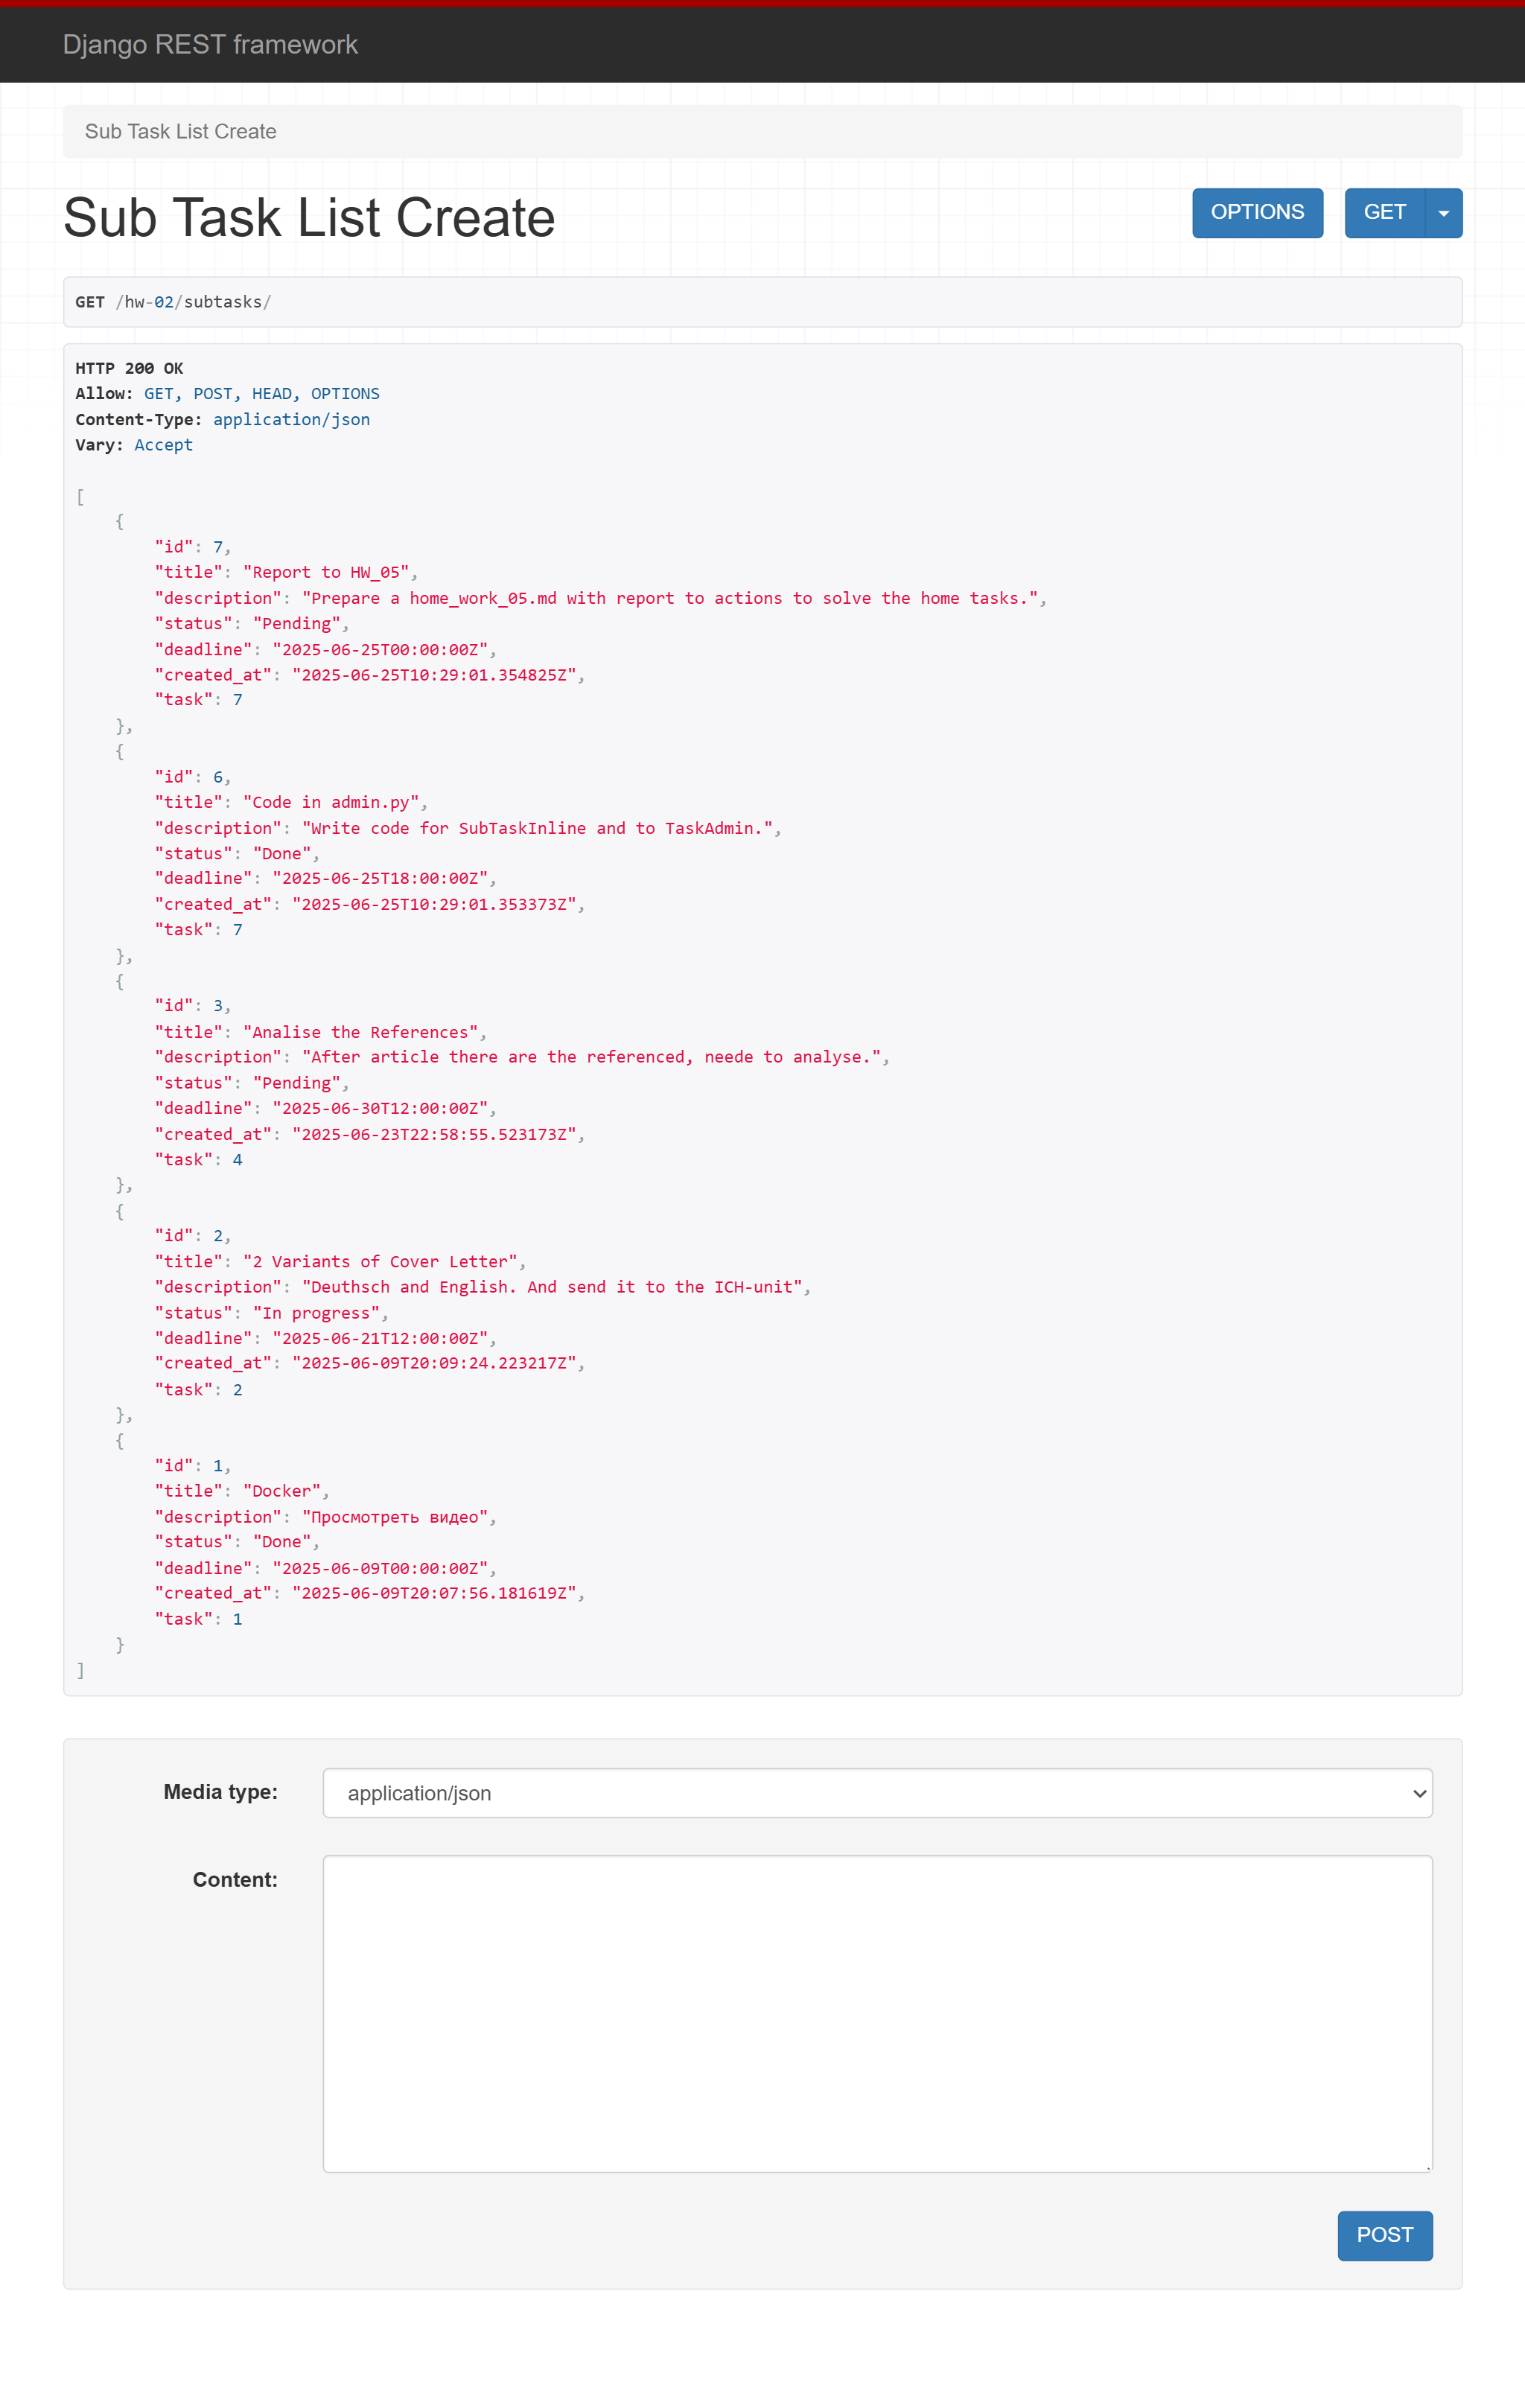 Django REST framework
Sub Task List Create
Sub Task List Create
OPTIONS
GET
GET /hw-02/subtasks/
HTTP 200 OK
Allow: GET, POST, HEAD, OPTIONS
Content-Type: application/json
Vary: Accept
[
    {
        "id": 7,
        "title": "Report to HW_05",
        "description": "Prepare a home_work_05.md with report to actions to solve the home tasks.",
        "status": "Pending",
        "deadline": "2025-06-25T00:00:00Z",
        "created_at": "2025-06-25T10:29:01.354825Z",
        "task": 7
    },
    {
        "id": 6,
        "title": "Code in admin.py",
        "description": "Write code for SubTaskInline and to TaskAdmin.",
        "status": "Done",
        "deadline": "2025-06-25T18:00:00Z",
        "created_at": "2025-06-25T10:29:01.353373Z",
        "task": 7
    },
    {
        "id": 3,
        "title": "Analise the References",
        "description": "After article there are the referenced, neede to analyse.",
        "status": "Pending",
        "deadline": "2025-06-30T12:00:00Z",
        "created_at": "2025-06-23T22:58:55.523173Z",
        "task": 4
    },
    {
        "id": 2,
        "title": "2 Variants of Cover Letter",
        "description": "Deuthsch and English. And send it to the ICH-unit",
        "status": "In progress",
        "deadline": "2025-06-21T12:00:00Z",
        "created_at": "2025-06-09T20:09:24.223217Z",
        "task": 2
    },
    {
        "id": 1,
        "title": "Docker",
        "description": "Просмотреть видео",
        "status": "Done",
        "deadline": "2025-06-09T00:00:00Z",
        "created_at": "2025-06-09T20:07:56.181619Z",
        "task": 1
    }
]
Media type:
application/json
Content:
POST